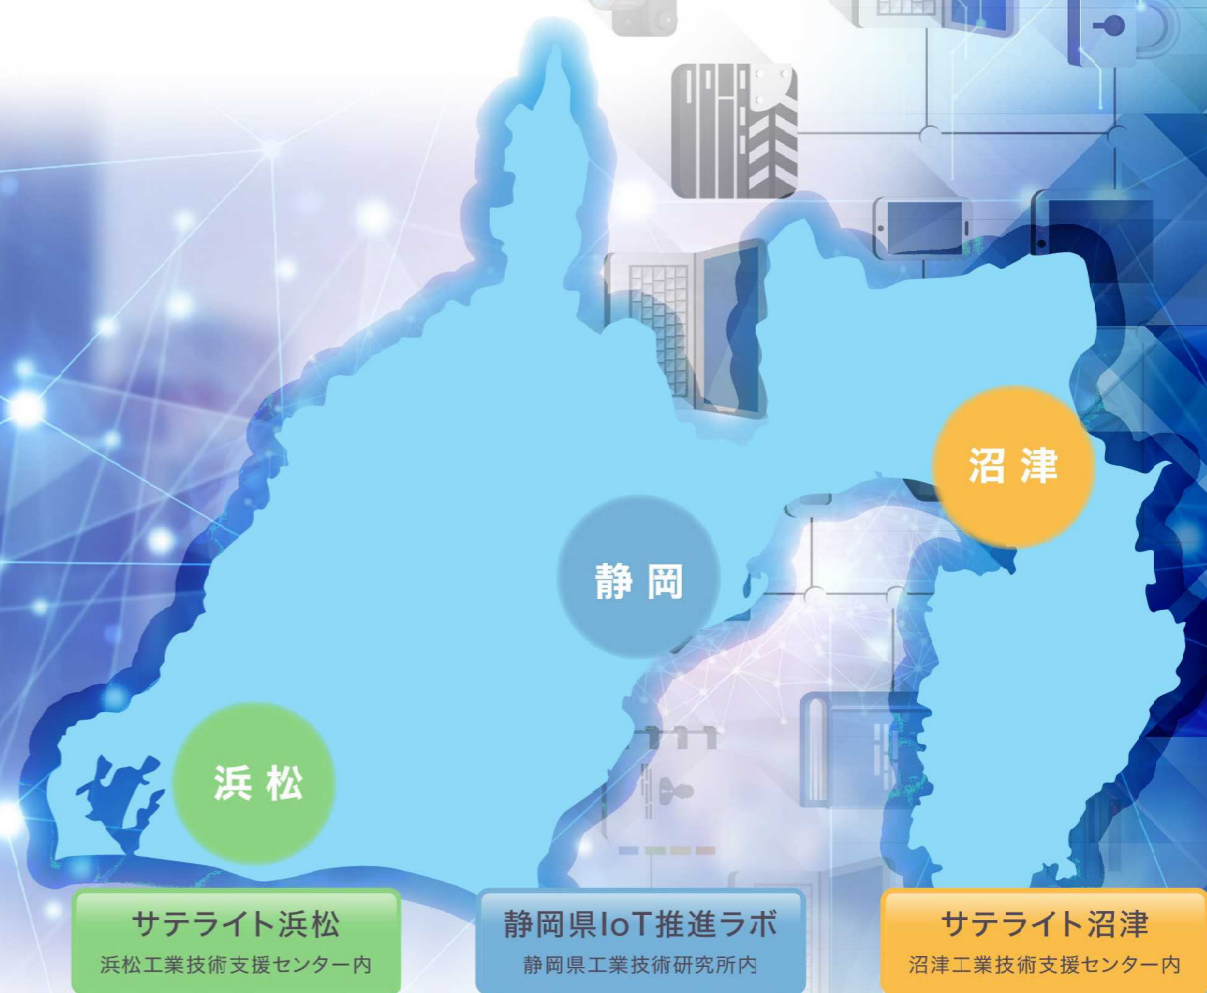 沼津
静岡
浜松
サテライト浜松
浜松工業技術支援センター内
静岡県IoT推進ラボ
静岡県工業技術研究所内
サテライト沼津
沼津工業技術支援センター内